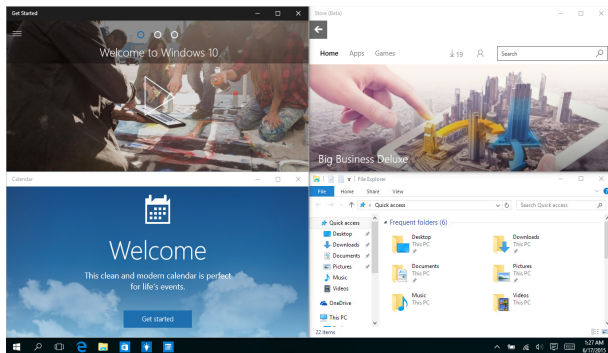 Get Started
Welcome to Windows 10
Store (Beta)
Home Apps Games 19 Search
Big Business Deluxe
Calendar
Welcome
This clean and modern calendar is perfect
for life's events.
Get started
File Explorer
File Home Share View
Quick access Search Quick access
Quick access
Desktop
Downloads
Documents
Pictures
Music
Videos
OneDrive
This PC
Frequent folders (6)
Desktop
This PC
Downloads
This PC
Documents
This PC
Pictures
This PC
Music
This PC
Videos
This PC
22 items
1:27 AM
6/17/2015